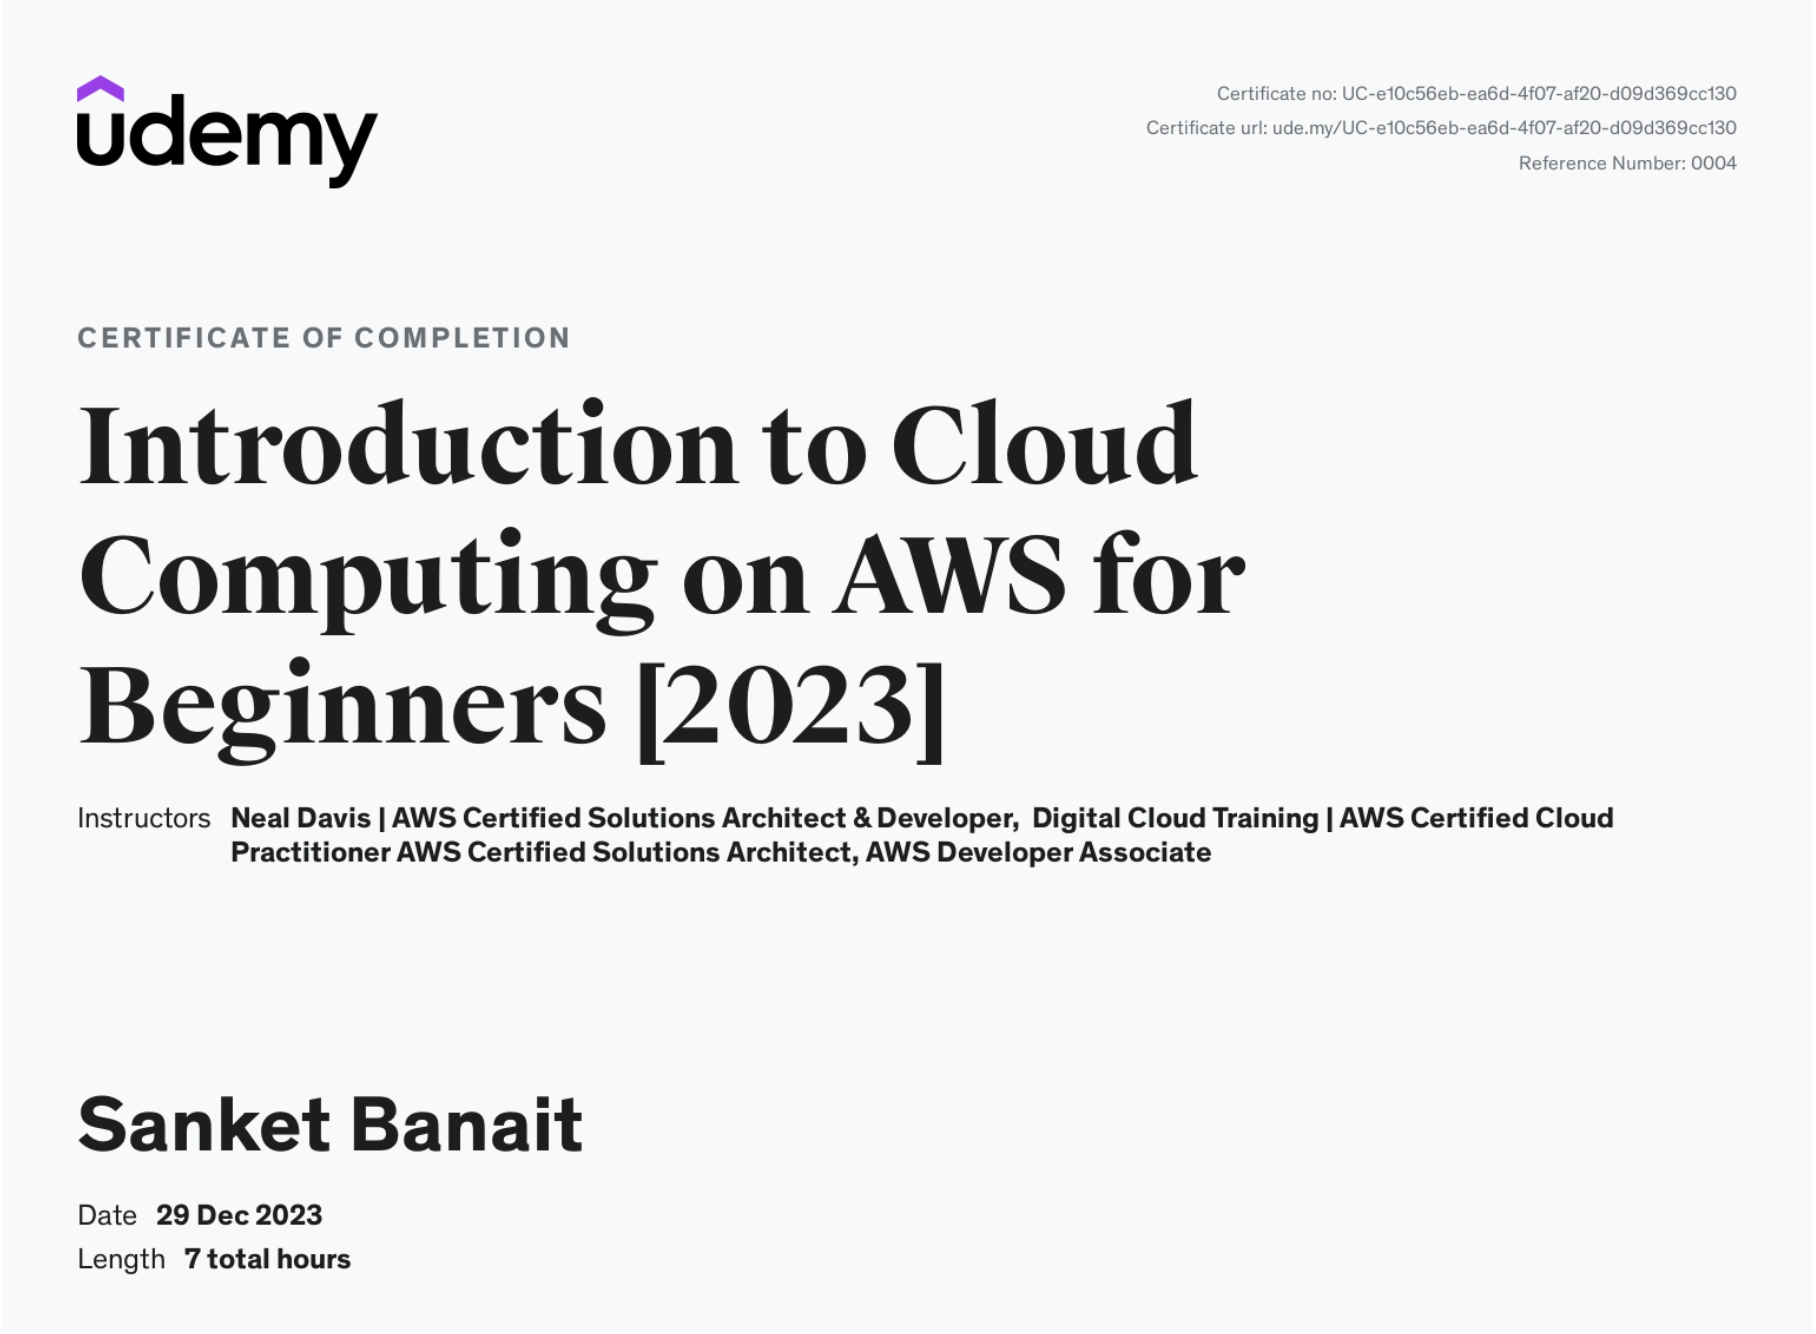 udemy
Certificate no: UC-e10c56eb-ea6d-4f07-af20-d09d369cc130
Certificate url: ude.my/UC-e10c56eb-ea6d-4f07-af20-d09d369cc130
Reference Number: 0004
CERTIFICATE OF COMPLETION
Introduction to Cloud
Computing on AWS for
Beginners [2023]
Instructors Neal Davis | AWS Certified Solutions Architect & Developer, Digital Cloud Training | AWS Certified Cloud
Practitioner AWS Certified Solutions Architect, AWS Developer Associate
Sanket Banait
Date 29 Dec 2023
Length 7 total hours